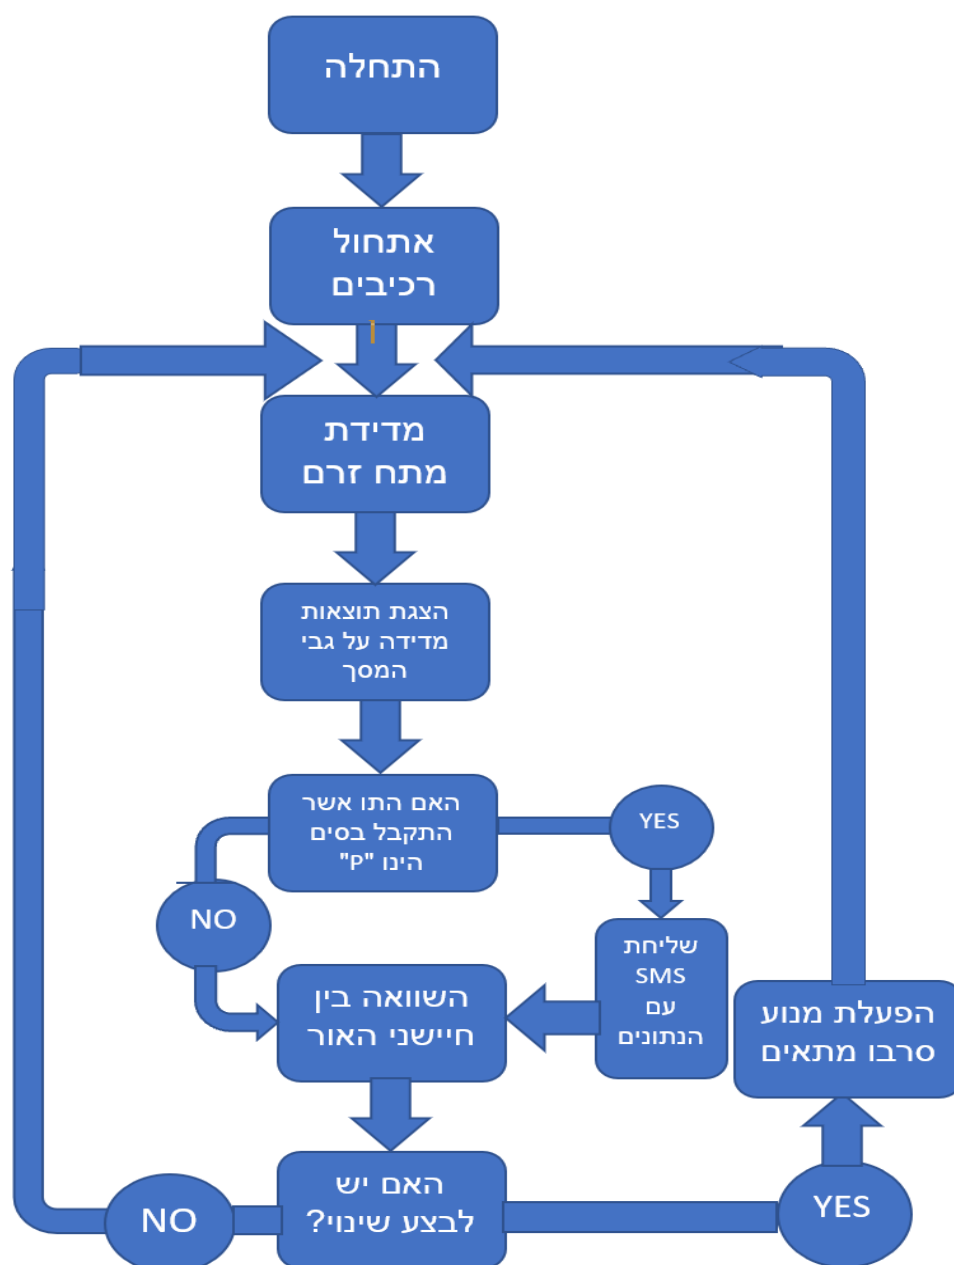 התחלה
אתחול
רכיבים
מדידת
מתח זרם
הצגת תוצאות
מדידה על גבי
המסך
האם התו אשר
התקבל בסים
הינו "P"
YES
NO
שליחת
SMS
עם
הנתונים
השוואה בין
חיישני האור
הפעלת מנוע
סרבו מתאים
האם יש
לבצע שינוי?
YES
NO